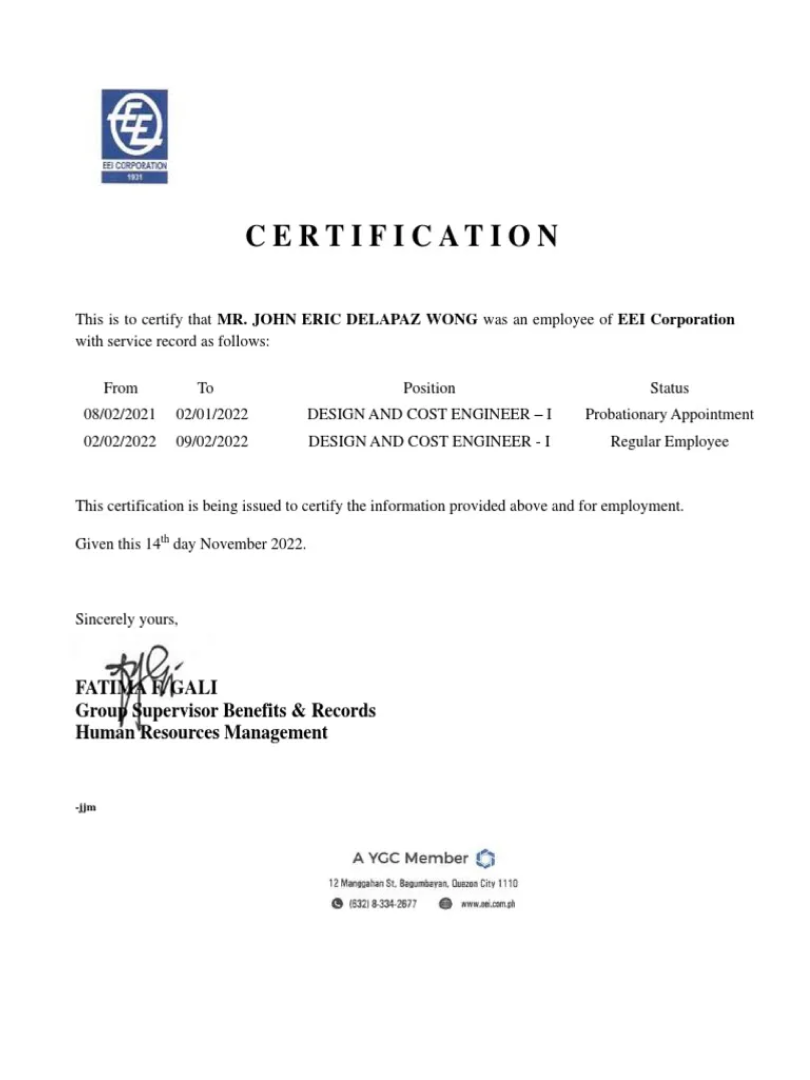 EEI CORPORATION
1931
CERTIFICATION
This is to certify that MR. JOHN ERIC DELAPAZ WONG was an employee of EEI Corporation
with service record as follows:
From To Position Status
08/02/2021 02/01/2022 DESIGN AND COST ENGINEER – I Probationary Appointment
02/02/2022 09/02/2022 DESIGN AND COST ENGINEER - I Regular Employee
This certification is being issued to certify the information provided above and for employment.
Given this 14th day November 2022.
Sincerely yours,
FATIMA F. GALI
Group Supervisor Benefits & Records
Human Resources Management
-jjm
A YGC Member
12 Manggahan St, Bagumbayan, Quezon City 1110
(632) 8-334-2677 www.eei.com.ph